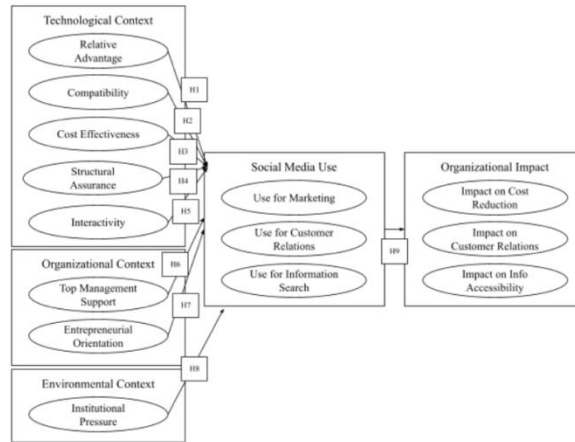 Technological Context
Relative
Advantage
Compatibility
Cost Effectiveness
Structural
Assurance
Interactivity
Organizational Context
Top Management
Support
Entrepreneurial
Orientation
Environmental Context
Institutional
Pressure
H1
H2
H3
H4
H5
H6
H7
H8
Social Media Use
Use for Marketing
Use for Customer
Relations
Use for Information
Search
H9
Organizational Impact
Impact on Cost
Reduction
Impact on
Customer Relations
Impact on Info
Accessibility